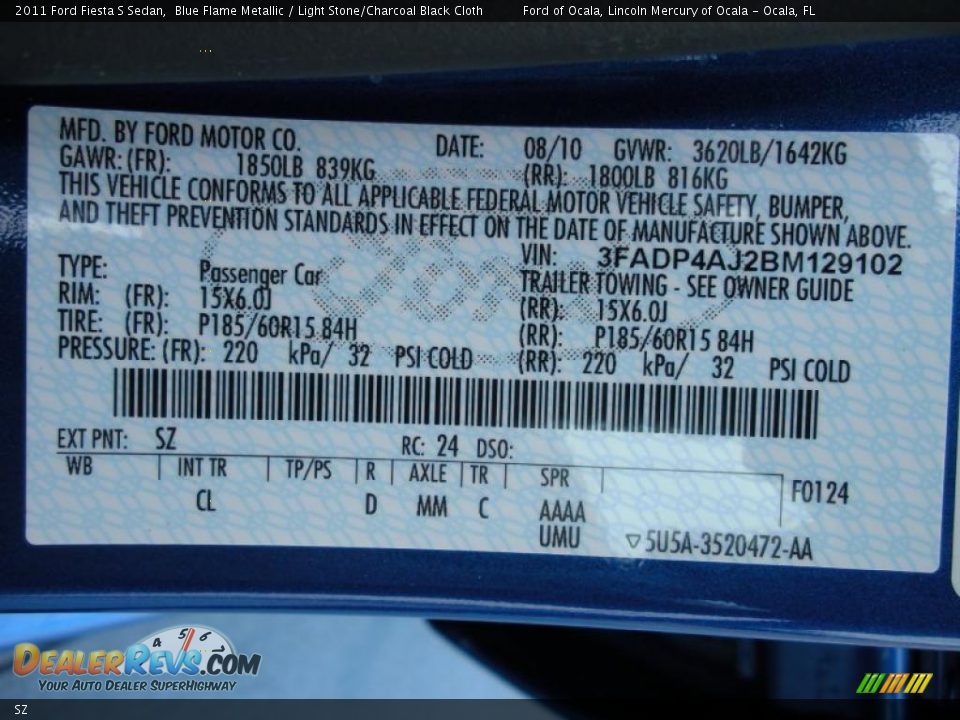 2011 Ford Fiesta S Sedan,  Blue Flame Metallic / Light Stone/Charcoal Black Cloth Ford of Ocala, Lincoln Mercury of Ocala - Ocala, FL
MFD. BY FORD MOTOR CO. DATE: 08/10 GVWR: 3620LB/1642KG
GAWR: (FR): 1850LB 839KG (RR): 1800LB 816KG
THIS VEHICLE CONFORMS TO ALL APPLICABLE FEDERAL MOTOR VEHICLE SAFETY, BUMPER,
AND THEFT PREVENTION STANDARDS IN EFFECT ON THE DATE OF MANUFACTURE SHOWN ABOVE.
VIN: 3FADP4AJ2BM129102
TYPE: Passenger Car TRAILER TOWING - SEE OWNER GUIDE
RIM: (FR): 15X6.0J (RR): 15X6.0J
TIRE: (FR): P185/60R15 84H (RR): P185/60R15 84H
PRESSURE: (FR): 220 kPa/ 32 PSI COLD (RR): 220 kPa/ 32 PSI COLD
EXT PNT: SZ RC: 24 DSO:
WB INT TR TP/PS R AXLE TR SPR F0124
CL D MM C AAAA
UMU ▽5U5A-3520472-AA
4 5 6
DEALERREVS.COM
YOUR AUTO DEALER SUPERHIGHWAY
SZ